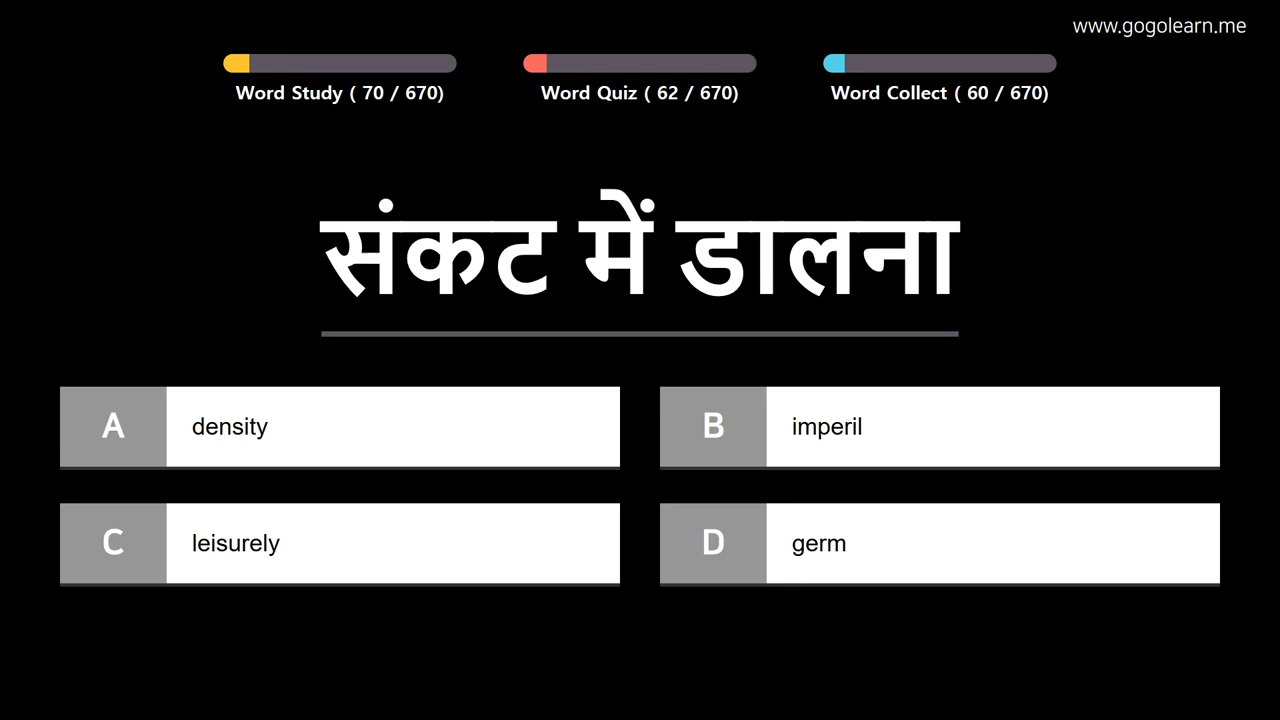 www.gogolearn.me
Word Study ( 70 / 670)
Word Quiz ( 62 / 670)
Word Collect ( 60 / 670)
संकट में डालना
A density
B imperil
C leisurely
D germ